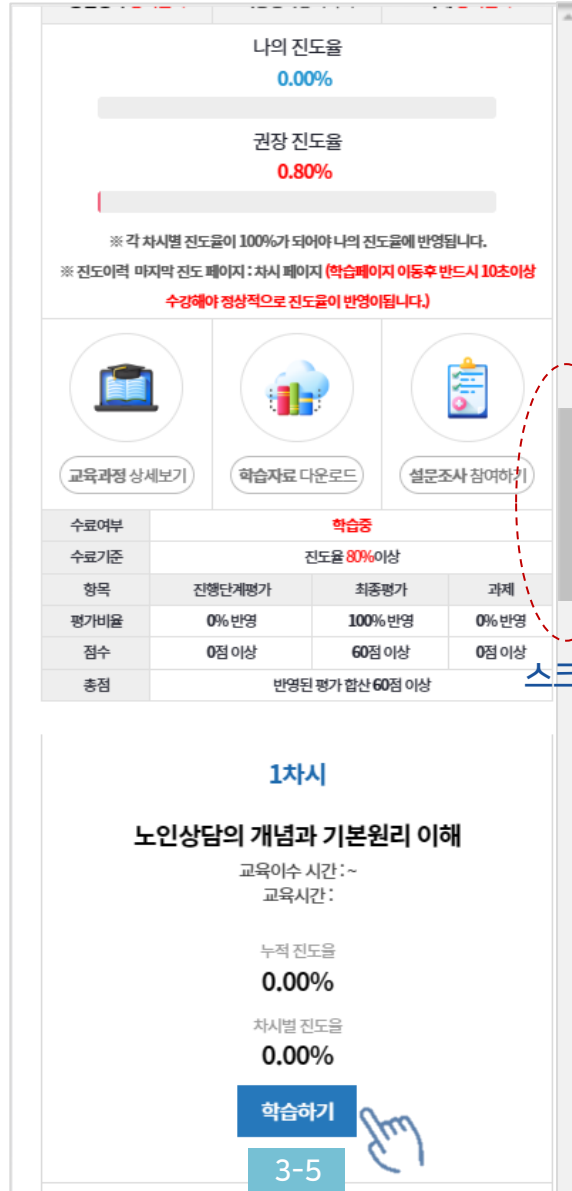 나의 진도율
0.00%
권장 진도율
0.80%
※ 각 차시별 진도율이 100%가 되어야 나의 진도율에 반영됩니다.
※ 진도이력 마지막 진도 페이지 : 차시 페이지 (학습페이지 이동후 반드시 10초이상
수강해야 정상적으로 진도율이 반영이됩니다.)
교육과정 상세보기 학습자료 다운로드 설문조사 참여하기
수료여부 학습중
수료기준 진도율 80%이상
항목 진행단계평가 최종평가 과제
평가비율 0% 반영 100% 반영 0% 반영
점수 0점 이상 60점 이상 0점 이상
총점 반영된 평가 합산 60점 이상
스크
1차시
노인상담의 개념과 기본원리 이해
교육이수 시간 : ~
교육시간 :
누적 진도율
0.00%
차시별 진도율
0.00%
학습하기
3-5